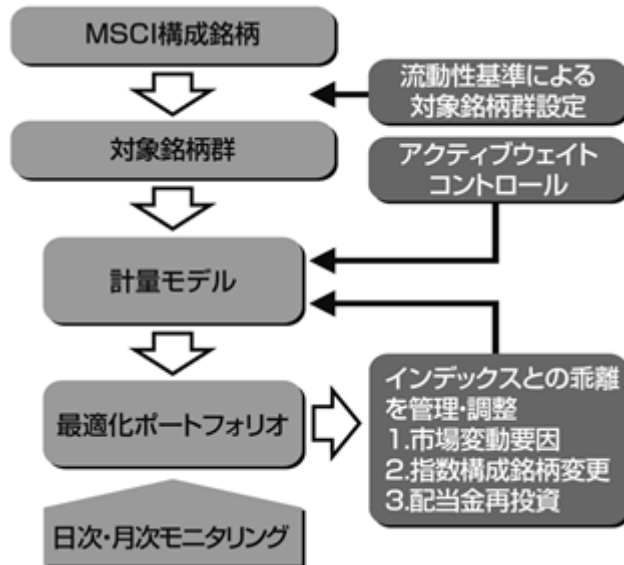 MSCI構成銘柄
流動性基準による
対象銘柄群設定
対象銘柄群
アクティブウェイト
コントロール
計量モデル
最適化ポートフォリオ
インデックスとの乖離
を管理・調整
1.市場変動要因
2.指数構成銘柄変更
3.配当金再投資
日次・月次モニタリング